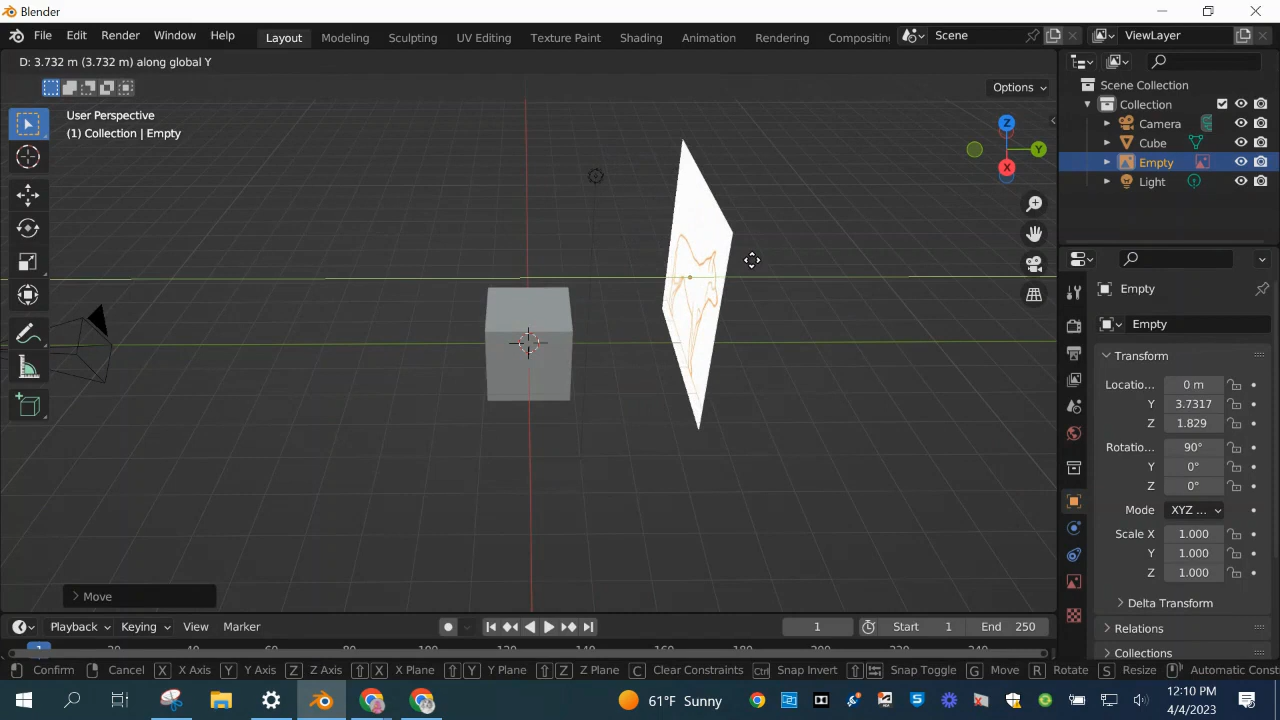 Blender
File Edit Render Window Help Layout Modeling Sculpting UV Editing Texture Paint Shading Animation Rendering Compositing Scene ViewLayer
D: 3.732 m (3.732 m) along global Y
Options
User Perspective
(1) Collection | Empty
Z
Y
X
Scene Collection
Collection
Camera
Cube
Empty
Light
Empty
Empty
Transform
Locatio... 0 m
Y 3.7317
Z 1.829
Rotatio... 90°
Y 0°
Z 0°
Mode XYZ ...
Scale X 1.000
Y 1.000
Z 1.000
Delta Transform
Relations
Collections
Move
Playback Keying View Marker 1 Start 1 End 250
1
Confirm Cancel X X Axis Y Y Axis Z Z Axis X X Plane Y Y Plane Z Z Plane C Clear Constraints Ctrl Snap Invert Snap Toggle G Move R Rotate S Resize Automatic Const
61°F Sunny
12:10 PM
4/4/2023